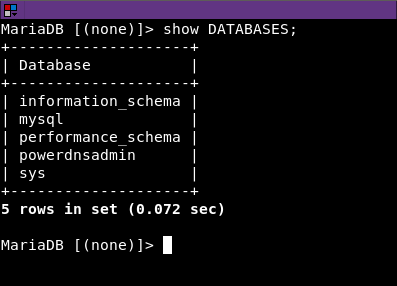 MariaDB [(none)]> show DATABASES;
+--------------------+
| Database           |
+--------------------+
| information_schema |
| mysql              |
| performance_schema |
| powerdnsadmin      |
| sys                |
+--------------------+
5 rows in set (0.072 sec)
MariaDB [(none)]>